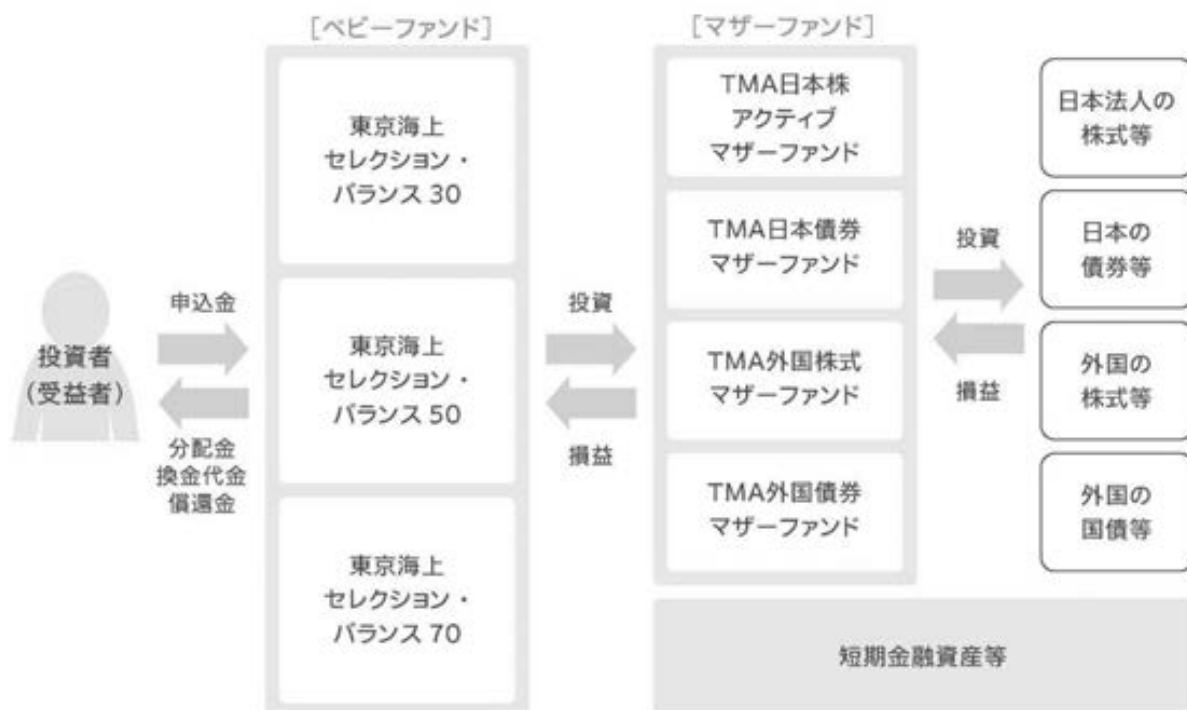 ［ベビーファンド］
［マザーファンド］
投資者
（受益者）
申込金
分配金
換金代金
償還金
東京海上
セレクション・
バランス 30
東京海上
セレクション・
バランス 50
東京海上
セレクション・
バランス 70
投資
損益
TMA日本株
アクティブ
マザーファンド
TMA日本債券
マザーファンド
TMA外国株式
マザーファンド
TMA外国債券
マザーファンド
投資
損益
日本法人の
株式等
日本の
債券等
外国の
株式等
外国の
国債等
短期金融資産等